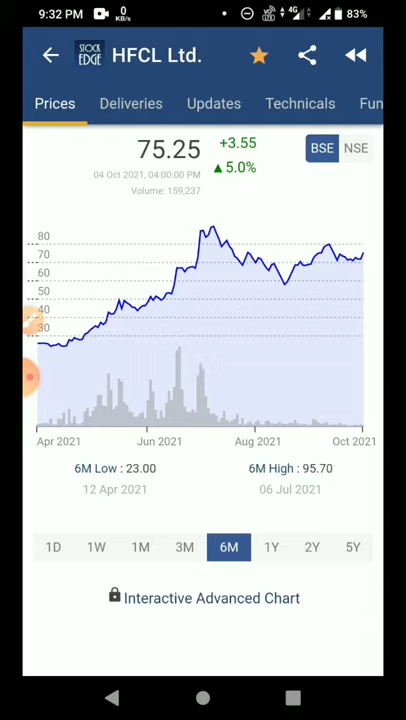 9:32 PM 0 KB/s 4G 83%
STOCK EDGE HFCL Ltd.
Prices Deliveries Updates Technicals Fun
75.25 +3.55
▲5.0%
BSE NSE
04 Oct 2021, 04:00:00 PM
Volume: 159,237
80
70
60
50
40
30
Apr 2021 Jun 2021 Aug 2021 Oct 2021
6M Low : 23.00 6M High : 95.70
12 Apr 2021 06 Jul 2021
1D 1W 1M 3M 6M 1Y 2Y 5Y
Interactive Advanced Chart